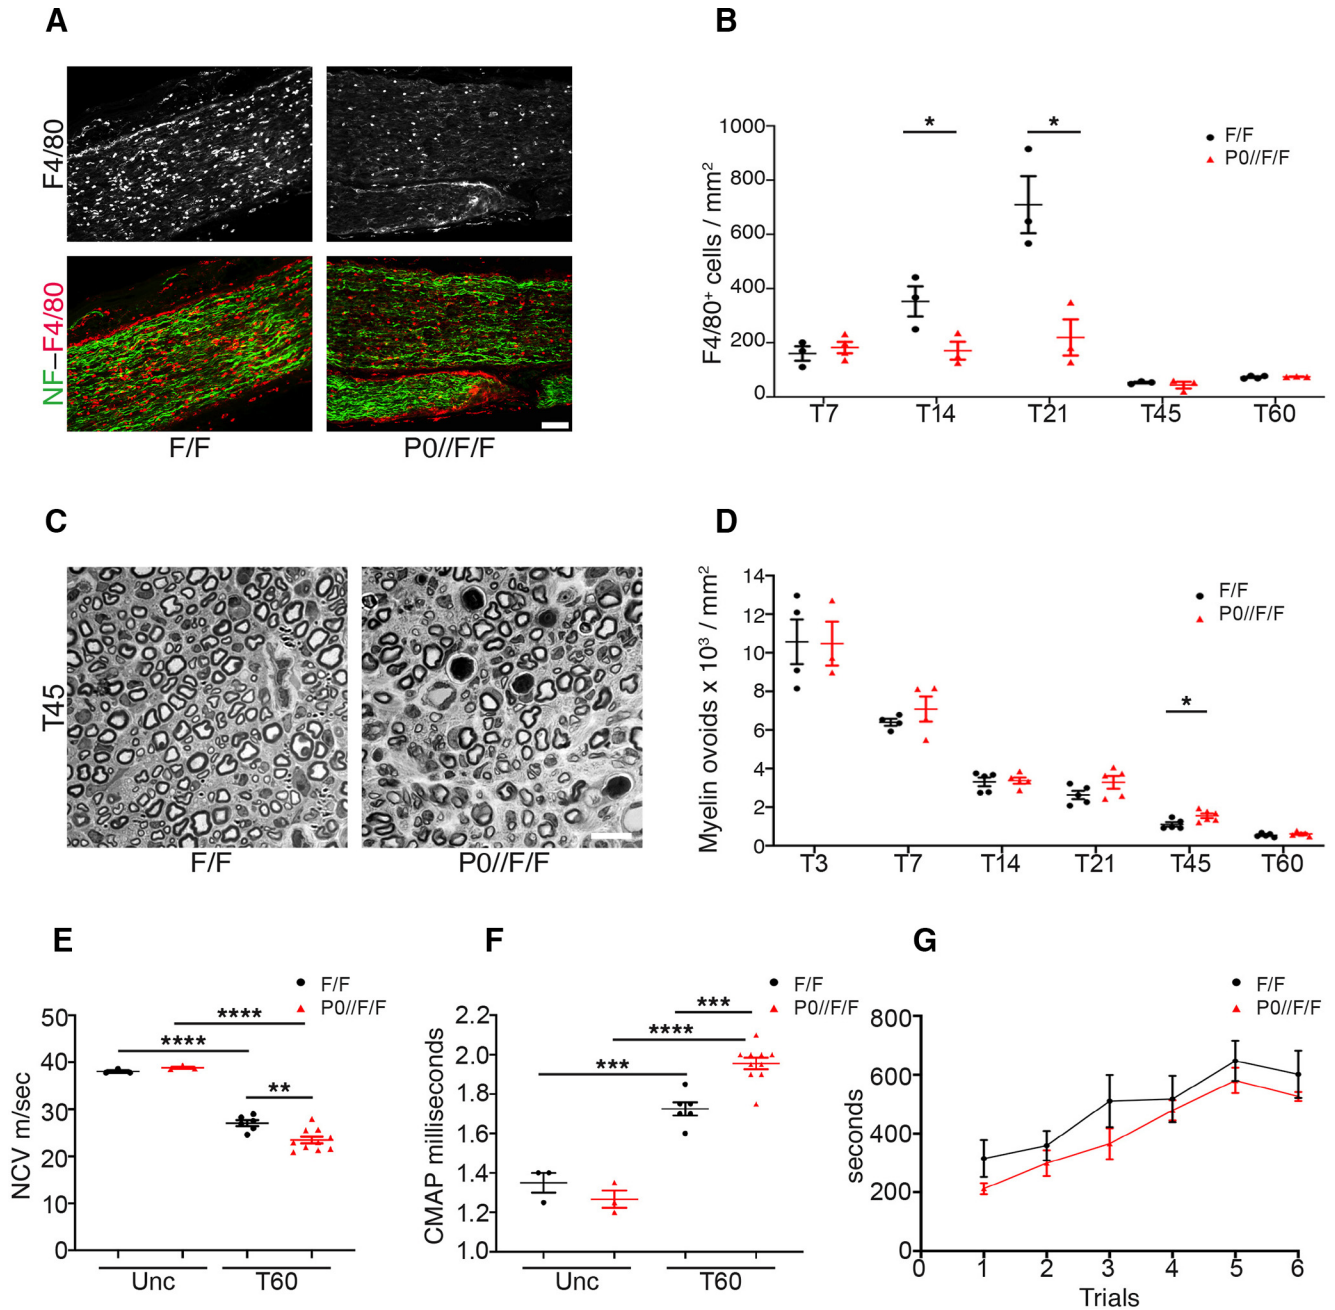 A
F4/80
NF–F4/80
F/F
P0//F/F
B
F4/80⁺ cells / mm²
1000
800
600
400
200
0
*
*
F/F
P0//F/F
T7
T14
T21
T45
T60
C
T45
F/F
P0//F/F
D
Myelin ovoids x 10³ / mm²
14
12
10
8
6
4
2
0
*
F/F
P0//F/F
T3
T7
T14
T21
T45
T60
E
F/F
P0//F/F
NCV m/sec
50
40
30
20
10
0
****
****
**
Unc
T60
F
F/F
P0//F/F
CMAP milliseconds
2.2
2.0
1.8
1.6
1.4
1.2
1.0
***
****
***
Unc
T60
G
F/F
P0//F/F
seconds
800
600
400
200
0
0
1
2
3
4
5
6
Trials